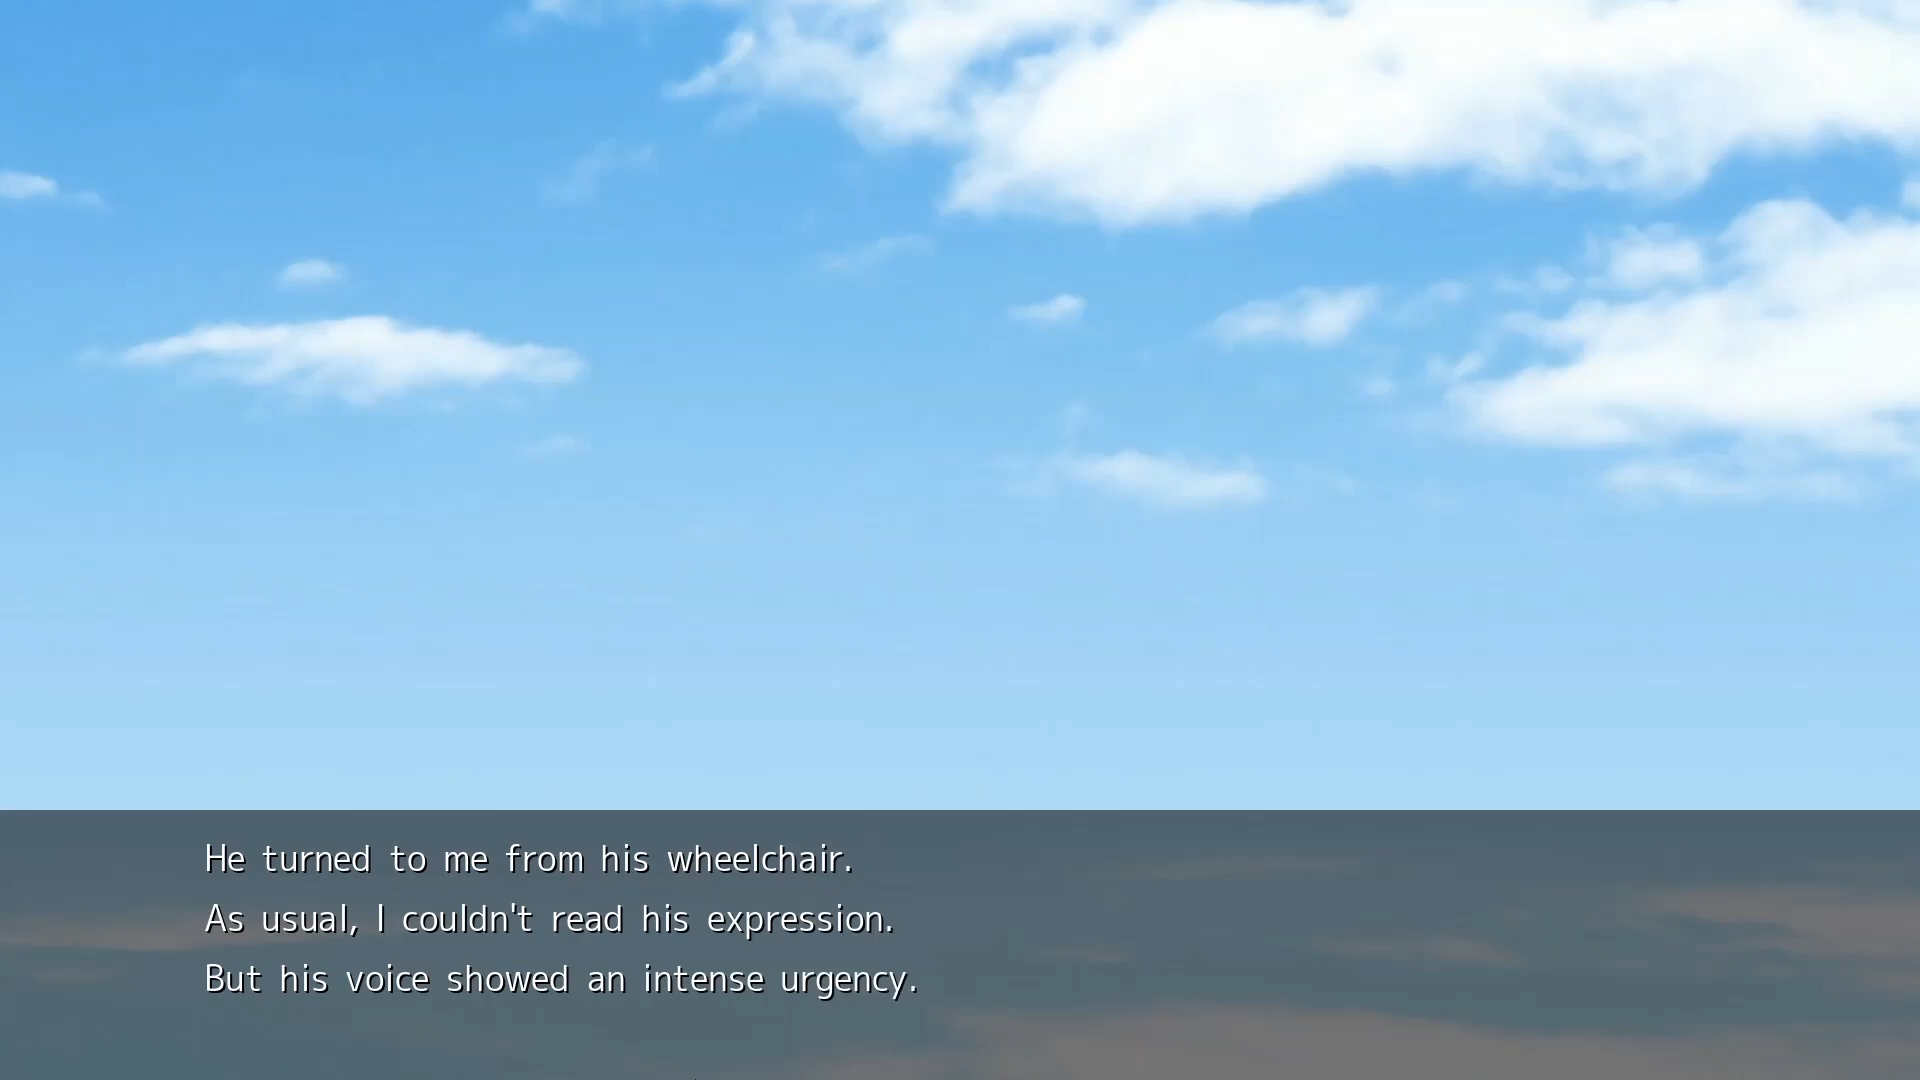 He turned to me from his wheelchair.
As usual, I couldn't read his expression.
But his voice showed an intense urgency.